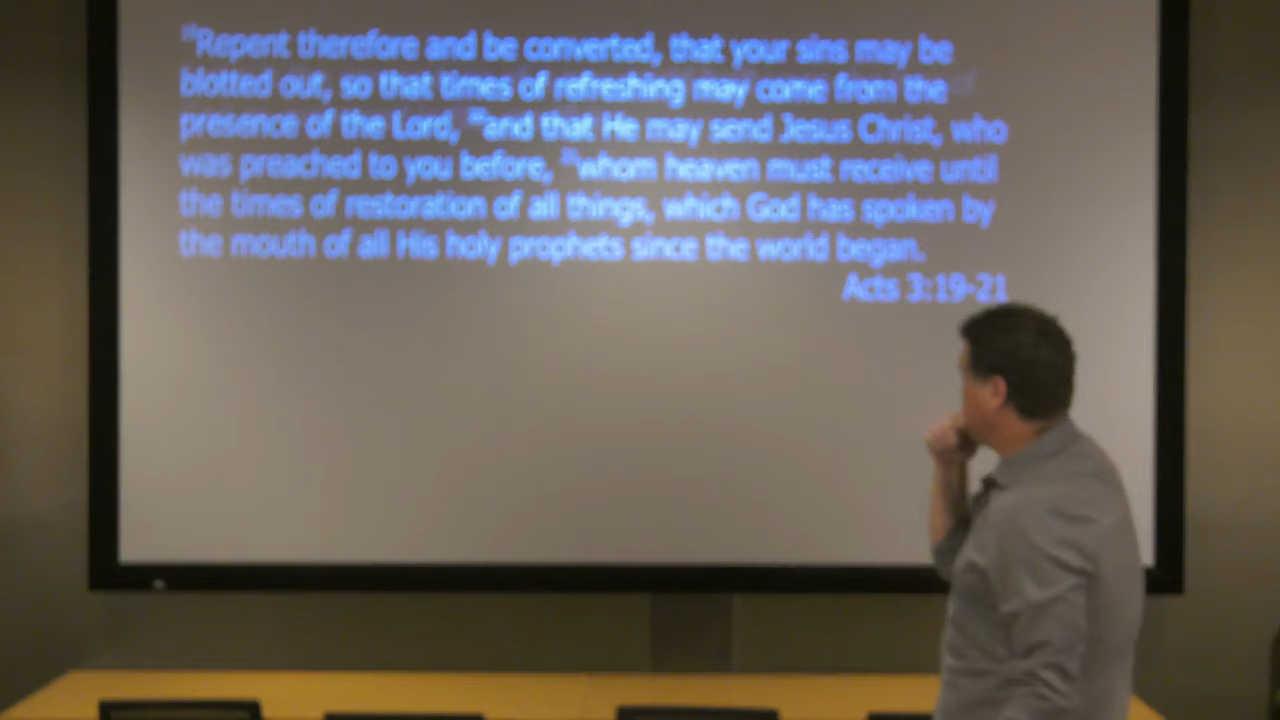 ¹⁹Repent therefore and be converted, that your sins may be
blotted out, so that times of refreshing may come from the
presence of the Lord, ²⁰and that He may send Jesus Christ, who
was preached to you before, ²¹whom heaven must receive until
the times of restoration of all things, which God has spoken by
the mouth of all His holy prophets since the world began.
Acts 3:19-21